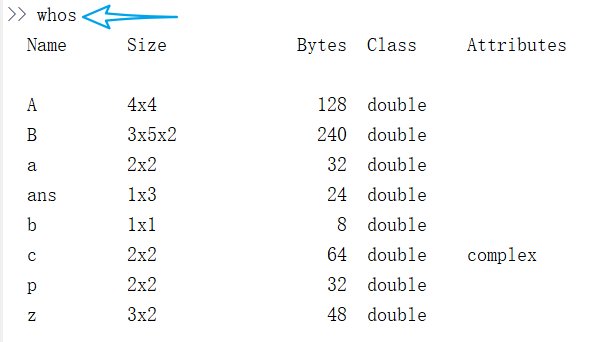 >> whos
Name Size Bytes Class Attributes
A 4x4 128 double
B 3x5x2 240 double
a 2x2 32 double
ans 1x3 24 double
b 1x1 8 double
c 2x2 64 double complex
p 2x2 32 double
z 3x2 48 double